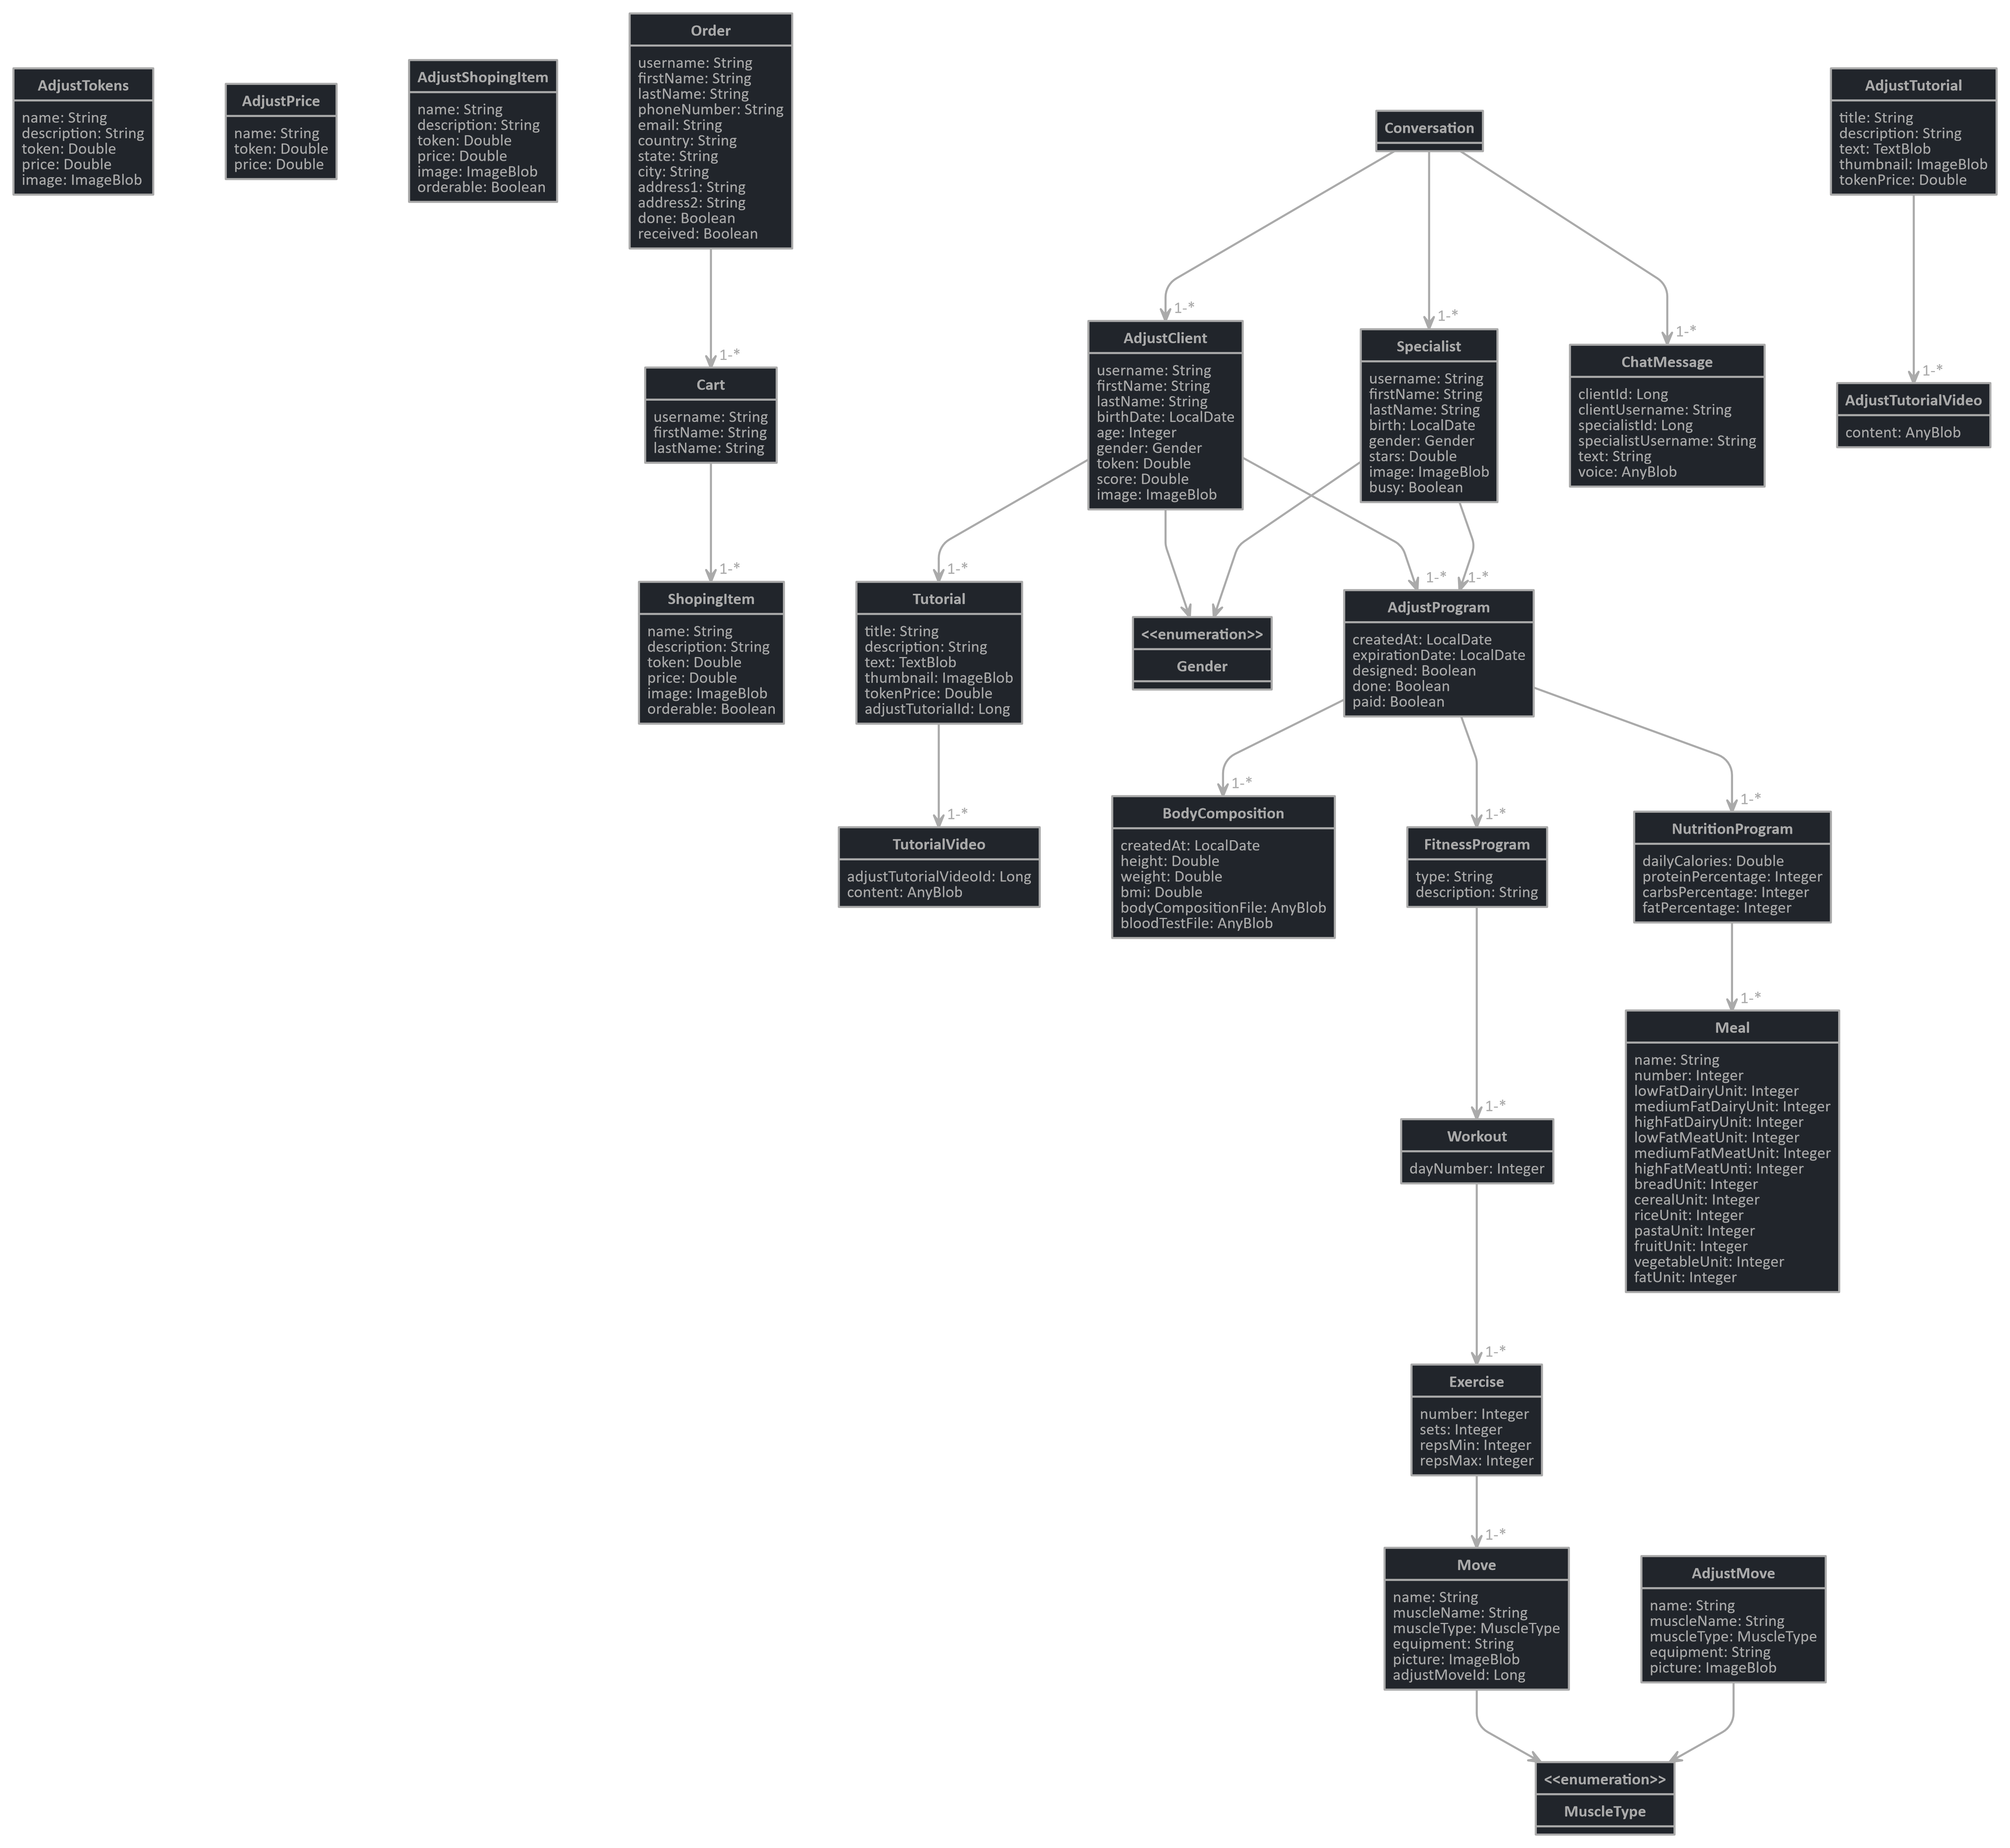 AdjustTokens
name: String
description: String
token: Double
price: Double
image: ImageBlob
AdjustPrice
name: String
token: Double
price: Double
AdjustShopingItem
name: String
description: String
token: Double
price: Double
image: ImageBlob
orderable: Boolean
Order
username: String
firstName: String
lastName: String
phoneNumber: String
email: String
country: String
state: String
city: String
address1: String
address2: String
done: Boolean
received: Boolean
Conversation
AdjustTutorial
title: String
description: String
text: TextBlob
thumbnail: ImageBlob
tokenPrice: Double
1-*
Cart
username: String
firstName: String
lastName: String
1-*
AdjustClient
username: String
firstName: String
lastName: String
birthDate: LocalDate
age: Integer
gender: Gender
token: Double
score: Double
image: ImageBlob
1-*
Specialist
username: String
firstName: String
lastName: String
birth: LocalDate
gender: Gender
stars: Double
image: ImageBlob
busy: Boolean
1-*
ChatMessage
clientId: Long
clientUsername: String
specialistId: Long
specialistUsername: String
text: String
voice: AnyBlob
1-*
AdjustTutorialVideo
content: AnyBlob
1-*
ShopingItem
name: String
description: String
token: Double
price: Double
image: ImageBlob
orderable: Boolean
1-*
Tutorial
title: String
description: String
text: TextBlob
thumbnail: ImageBlob
tokenPrice: Double
adjustTutorialId: Long
<<enumeration>>
Gender
1-*
1-*
AdjustProgram
createdAt: LocalDate
expirationDate: LocalDate
designed: Boolean
done: Boolean
paid: Boolean
1-*
TutorialVideo
adjustTutorialVideoId: Long
content: AnyBlob
1-*
BodyComposition
createdAt: LocalDate
height: Double
weight: Double
bmi: Double
bodyCompositionFile: AnyBlob
bloodTestFile: AnyBlob
1-*
FitnessProgram
type: String
description: String
1-*
NutritionProgram
dailyCalories: Double
proteinPercentage: Integer
carbsPercentage: Integer
fatPercentage: Integer
1-*
Meal
name: String
number: Integer
lowFatDairyUnit: Integer
mediumFatDairyUnit: Integer
highFatDairyUnit: Integer
lowFatMeatUnit: Integer
mediumFatMeatUnit: Integer
highFatMeatUnti: Integer
breadUnit: Integer
cerealUnit: Integer
riceUnit: Integer
pastaUnit: Integer
fruitUnit: Integer
vegetableUnit: Integer
fatUnit: Integer
1-*
Workout
dayNumber: Integer
1-*
Exercise
number: Integer
sets: Integer
repsMin: Integer
repsMax: Integer
1-*
Move
name: String
muscleName: String
muscleType: MuscleType
equipment: String
picture: ImageBlob
adjustMoveId: Long
AdjustMove
name: String
muscleName: String
muscleType: MuscleType
equipment: String
picture: ImageBlob
<<enumeration>>
MuscleType